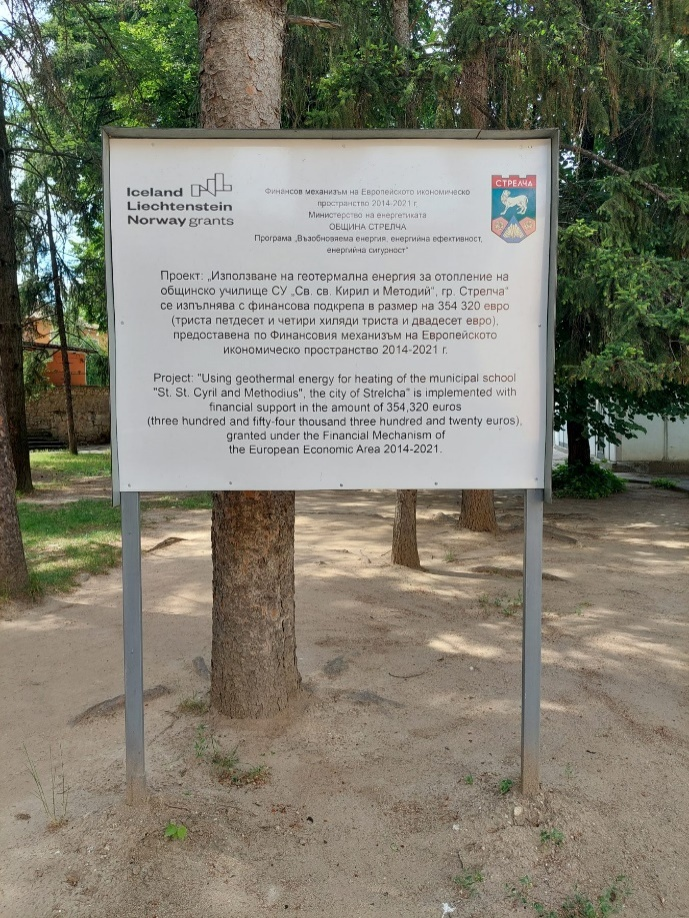 Iceland
Liechtenstein
Norway grants
Финансов механизъм на Европейското икономическо
пространство 2014-2021 г.
Министерство на енергетиката
ОБЩИНА СТРЕЛЧА
Програма „Възобновяема енергия, енергийна ефективност,
енергийна сигурност"
СТРЕЛЧА
Проект: „Използване на геотермална енергия за отопление на
общинско училище СУ „Св. св. Кирил и Методий", гр. Стрелча"
се изпълнява с финансова подкрепа в размер на 354 320 евро
(триста петдесет и четири хиляди триста и двадесет евро),
предоставена по Финансовия механизъм на Европейското
икономическо пространство 2014-2021 г.
Project: "Using geothermal energy for heating of the municipal school
"St. St. Cyril and Methodius", the city of Strelcha" is implemented with
financial support in the amount of 354,320 euros
(three hundred and fifty-four thousand three hundred and twenty euros),
granted under the Financial Mechanism of
the European Economic Area 2014-2021.